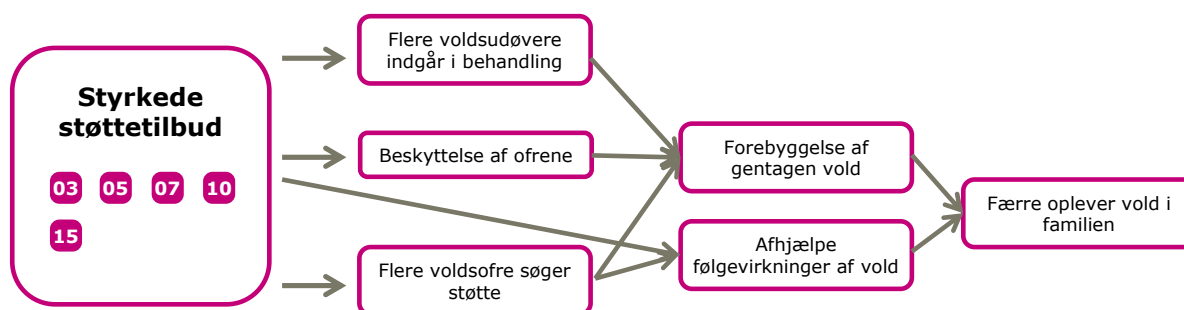 Styrkede
støttetilbud
03 05 07 10
15
Flere voldsudøvere
indgår i behandling
Beskyttelse af ofrene
Flere voldsofre søger
støtte
Forebyggelse af
gentagen vold
Afhjælpe
følgevirkninger af vold
Færre oplever vold i
familien